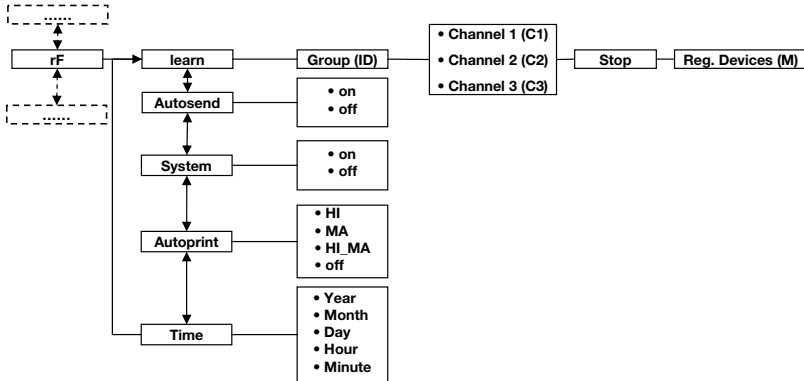 ......
rF
......
learn
Group (ID)
• Channel 1 (C1)
• Channel 2 (C2)
• Channel 3 (C3)
Stop
Reg. Devices (M)
Autosend
• on
• off
System
• on
• off
Autoprint
• HI
• MA
• HI_MA
• off
Time
• Year
• Month
• Day
• Hour
• Minute